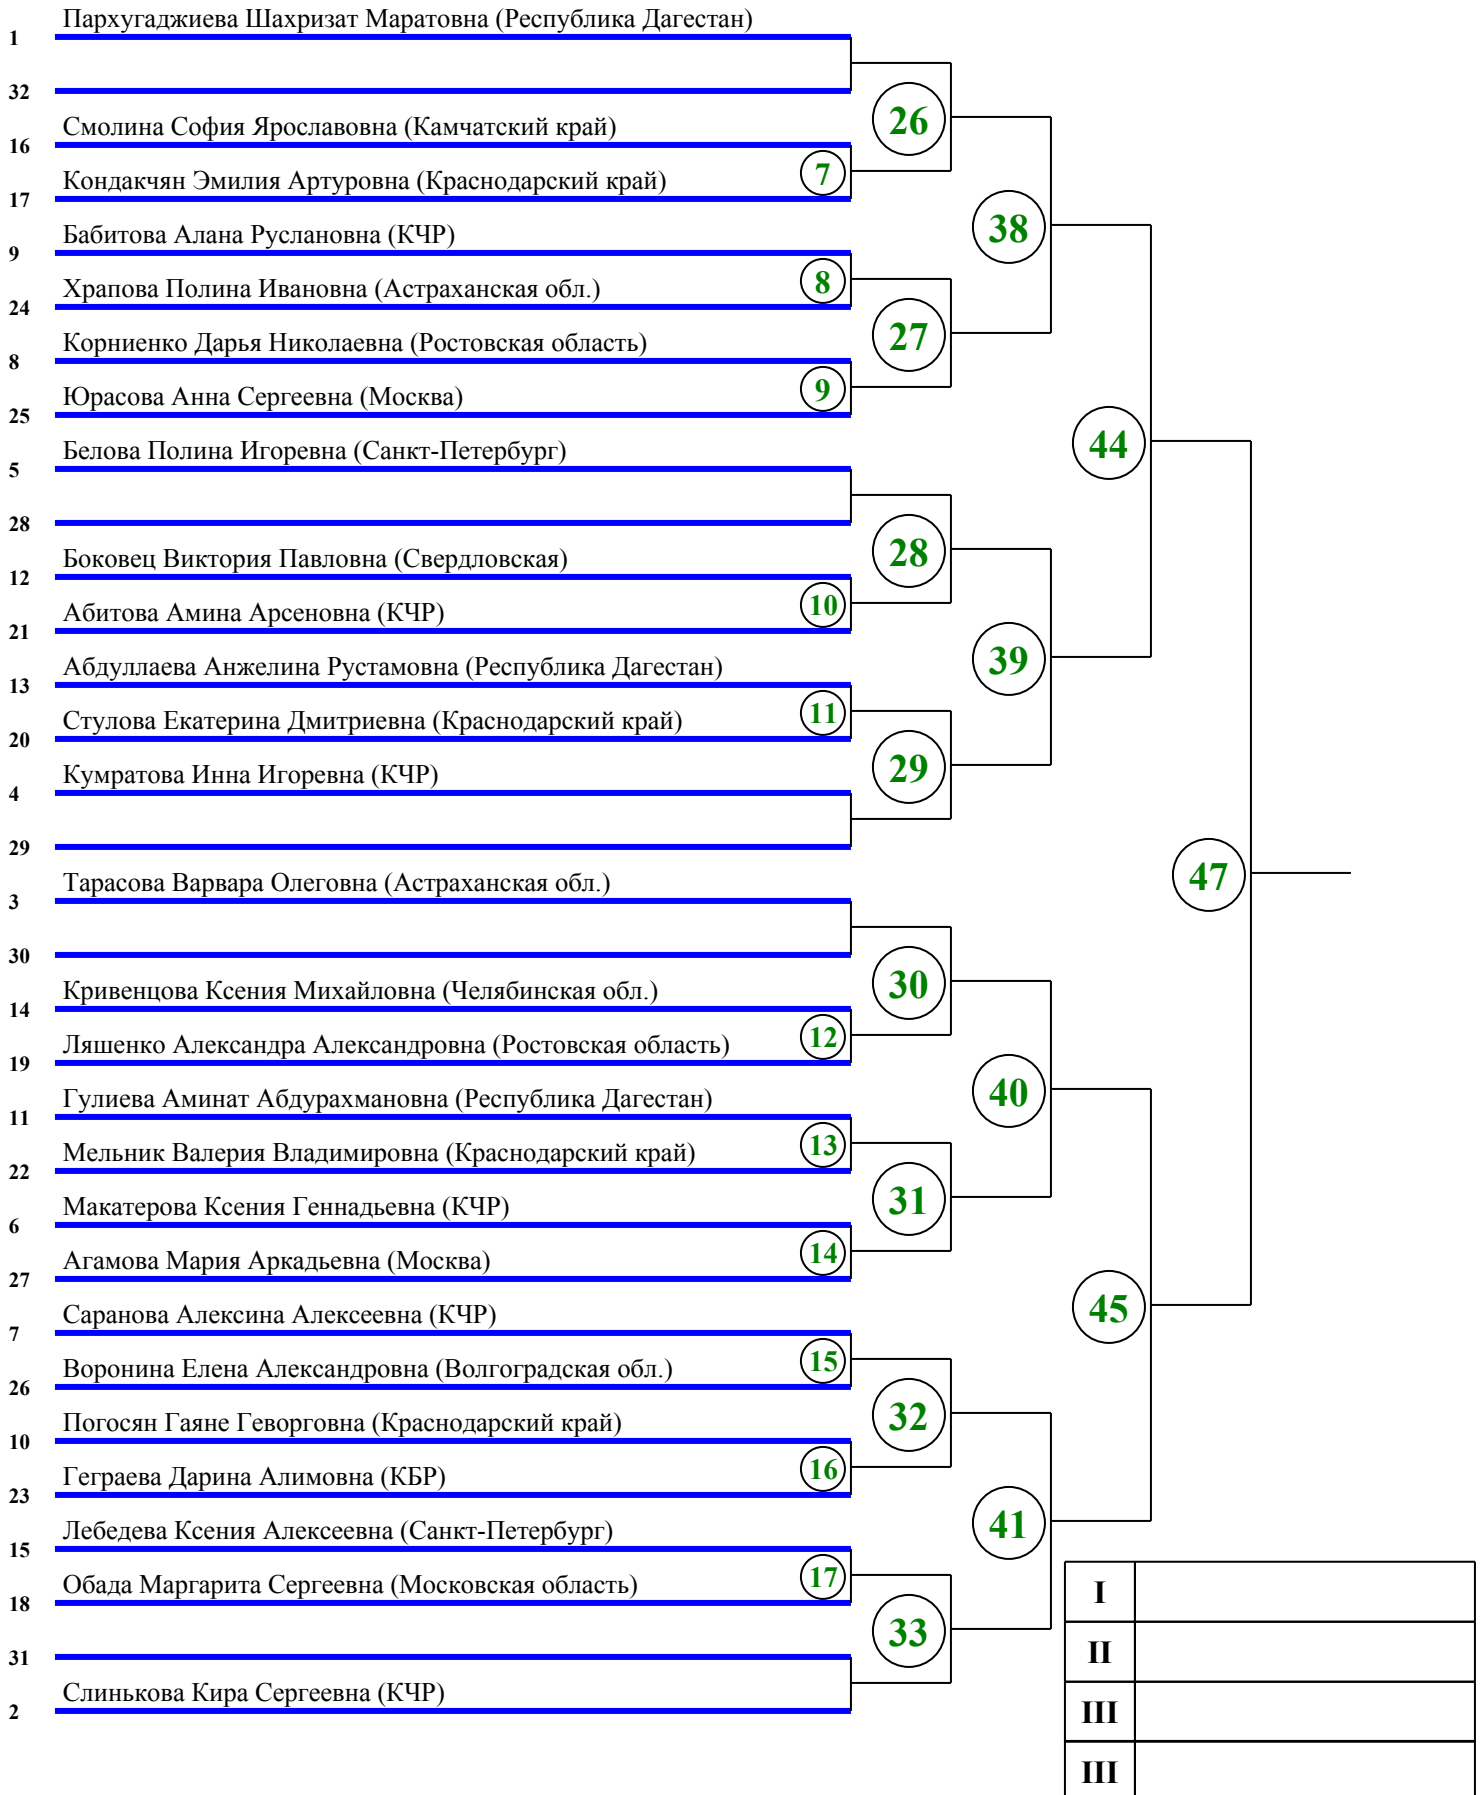 Пархугаджиева Шахризат Маратовна (Республика Дагестан)
1
32
26
Смолина София Ярославовна (Камчатский край)
16
7
Кондакчян Эмилия Артуровна (Краснодарский край)
17
38
Бабитова Алана Руслановна (КЧР)
9
8
Храпова Полина Ивановна (Астраханская обл.)
24
27
Корниенко Дарья Николаевна (Ростовская область)
8
9
Юрасова Анна Сергеевна (Москва)
25
44
Белова Полина Игоревна (Санкт-Петербург)
5
28
28
Боковец Виктория Павловна (Свердловская)
12
10
Абитова Амина Арсеновна (КЧР)
21
39
Абдуллаева Анжелина Рустамовна (Республика Дагестан)
13
11
Стулова Екатерина Дмитриевна (Краснодарский край)
20
29
Кумратова Инна Игоревна (КЧР)
4
29
47
Тарасова Варвара Олеговна (Астраханская обл.)
3
30
30
Кривенцова Ксения Михайловна (Челябинская обл.)
14
12
Ляшенко Александра Александровна (Ростовская область)
19
40
Гулиева Аминат Абдурахмановна (Республика Дагестан)
11
13
Мельник Валерия Владимировна (Краснодарский край)
22
31
Макатерова Ксения Геннадьевна (КЧР)
6
14
Агамова Мария Аркадьевна (Москва)
27
45
Саранова Алексина Алексеевна (КЧР)
7
15
Воронина Елена Александровна (Волгоградская обл.)
26
32
Погосян Гаяне Геворговна (Краснодарский край)
10
16
Геграева Дарина Алимовна (КБР)
23
41
Лебедева Ксения Алексеевна (Санкт-Петербург)
15
17
Обада Маргарита Сергеевна (Московская область)
18
33
31
Слинькова Кира Сергеевна (КЧР)
2
I
II
III
III